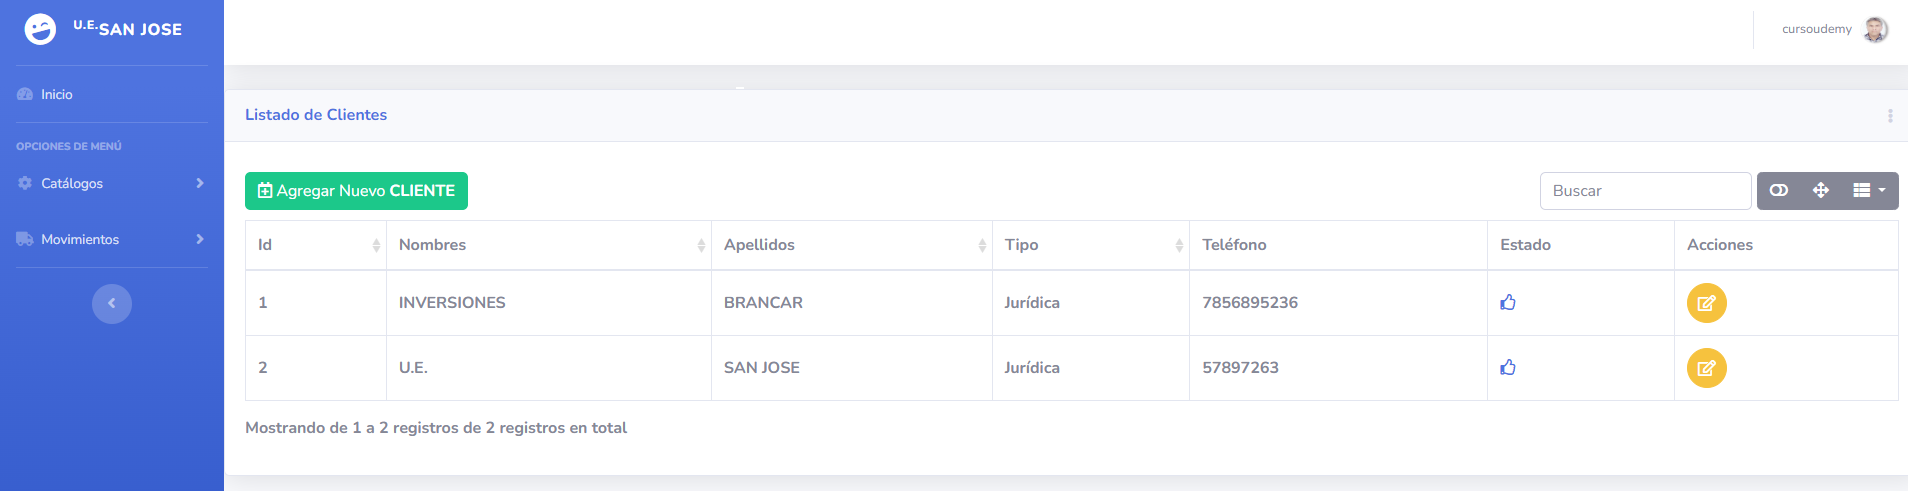 U.E. SAN JOSE
cursoudemy
Inicio
OPCIONES DE MENÚ
Catálogos
Movimientos
Listado de Clientes
Agregar Nuevo CLIENTE
Buscar
Id Nombres Apellidos Tipo Teléfono Estado Acciones
1 INVERSIONES BRANCAR Jurídica 7856895236
2 U.E. SAN JOSE Jurídica 57897263
Mostrando de 1 a 2 registros de 2 registros en total